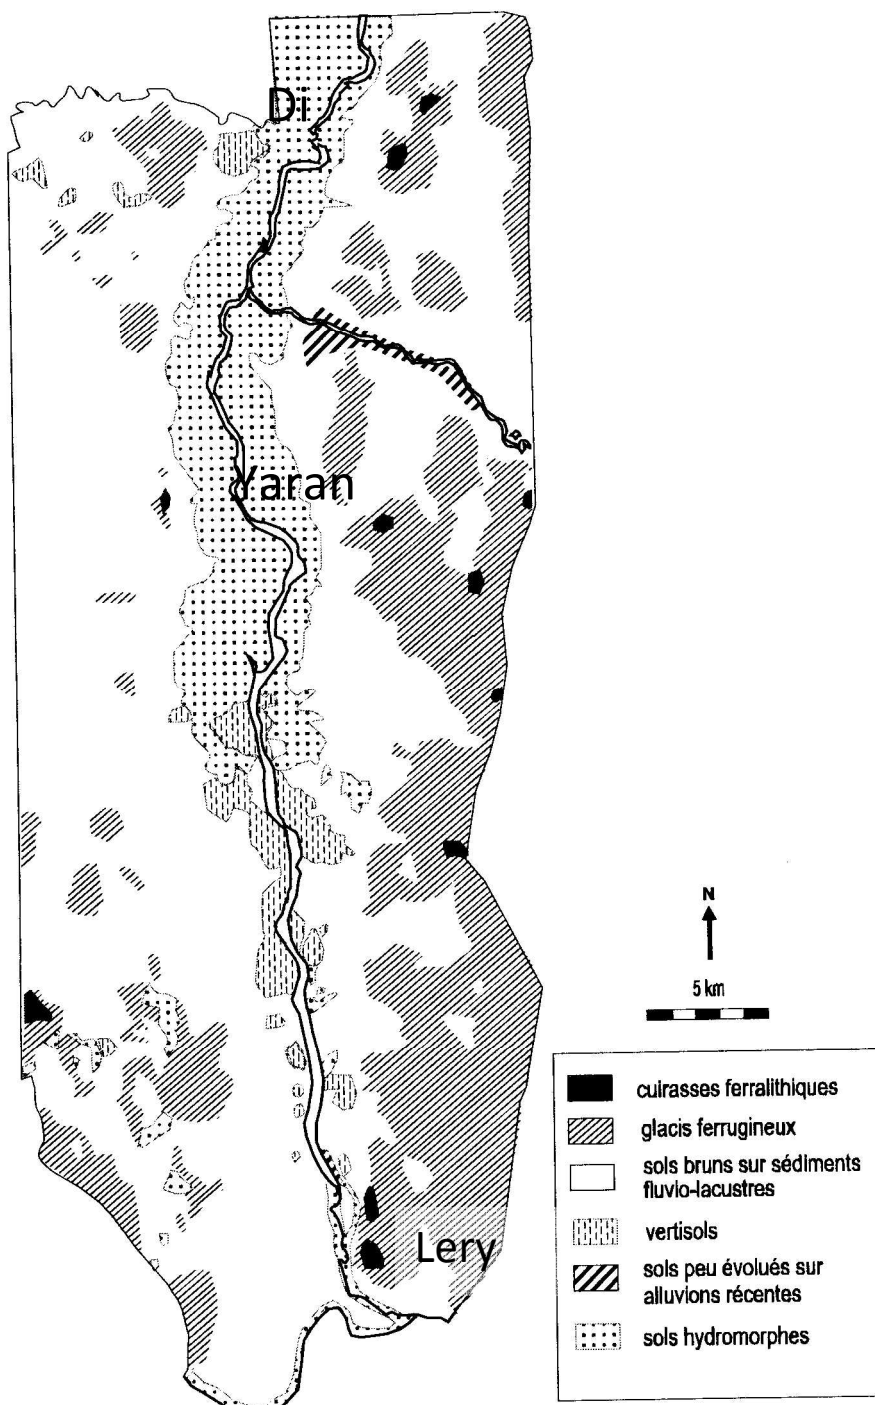 Di
Yaran
Lery
N
5 km
cuirasses ferralithiques
glacis ferrugineux
sols bruns sur sédiments
fluvio-lacustres
vertisols
sols peu évolués sur
alluvions récentes
sols hydromorphes